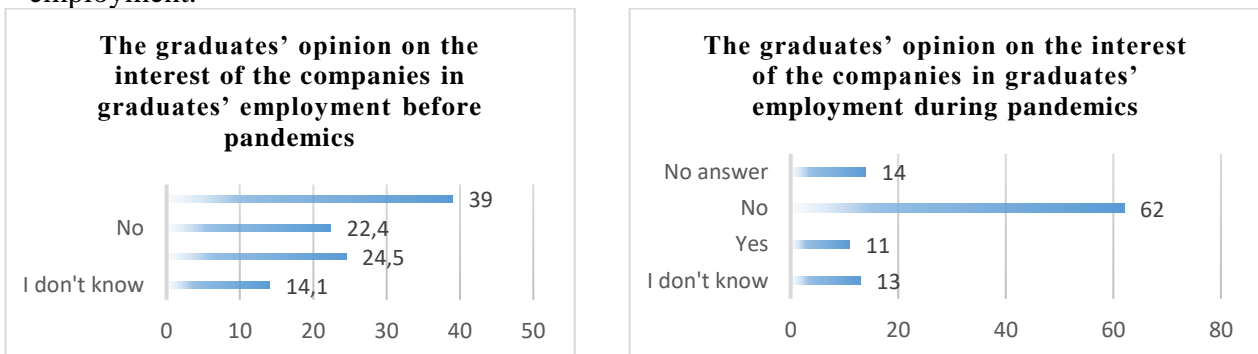 employment.
The graduates’ opinion on the
interest of the companies in
graduates’ employment before
pandemics
39
No
22,4
24,5
I don't know
14,1
0 10 20 30 40 50
The graduates’ opinion on the interest
of the companies in graduates’
employment during pandemics
No answer
14
No
62
Yes
11
I don't know
13
0 20 40 60 80